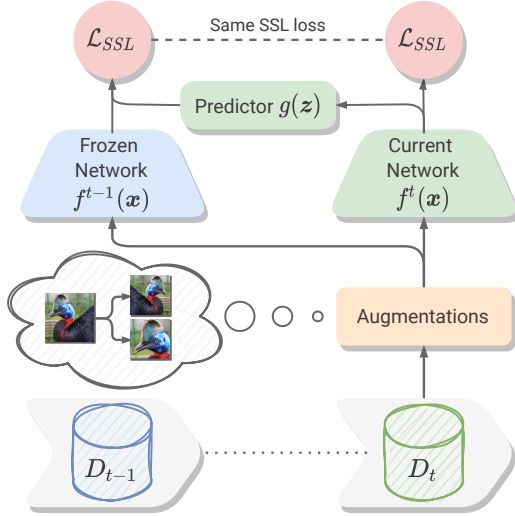 ℒ_SSL
Same SSL loss
ℒ_SSL
Predictor g(𝒛)
Frozen
Network
f^{t−1}(𝒙)
Current
Network
f^t(𝒙)
Augmentations
D_{t−1}
D_t